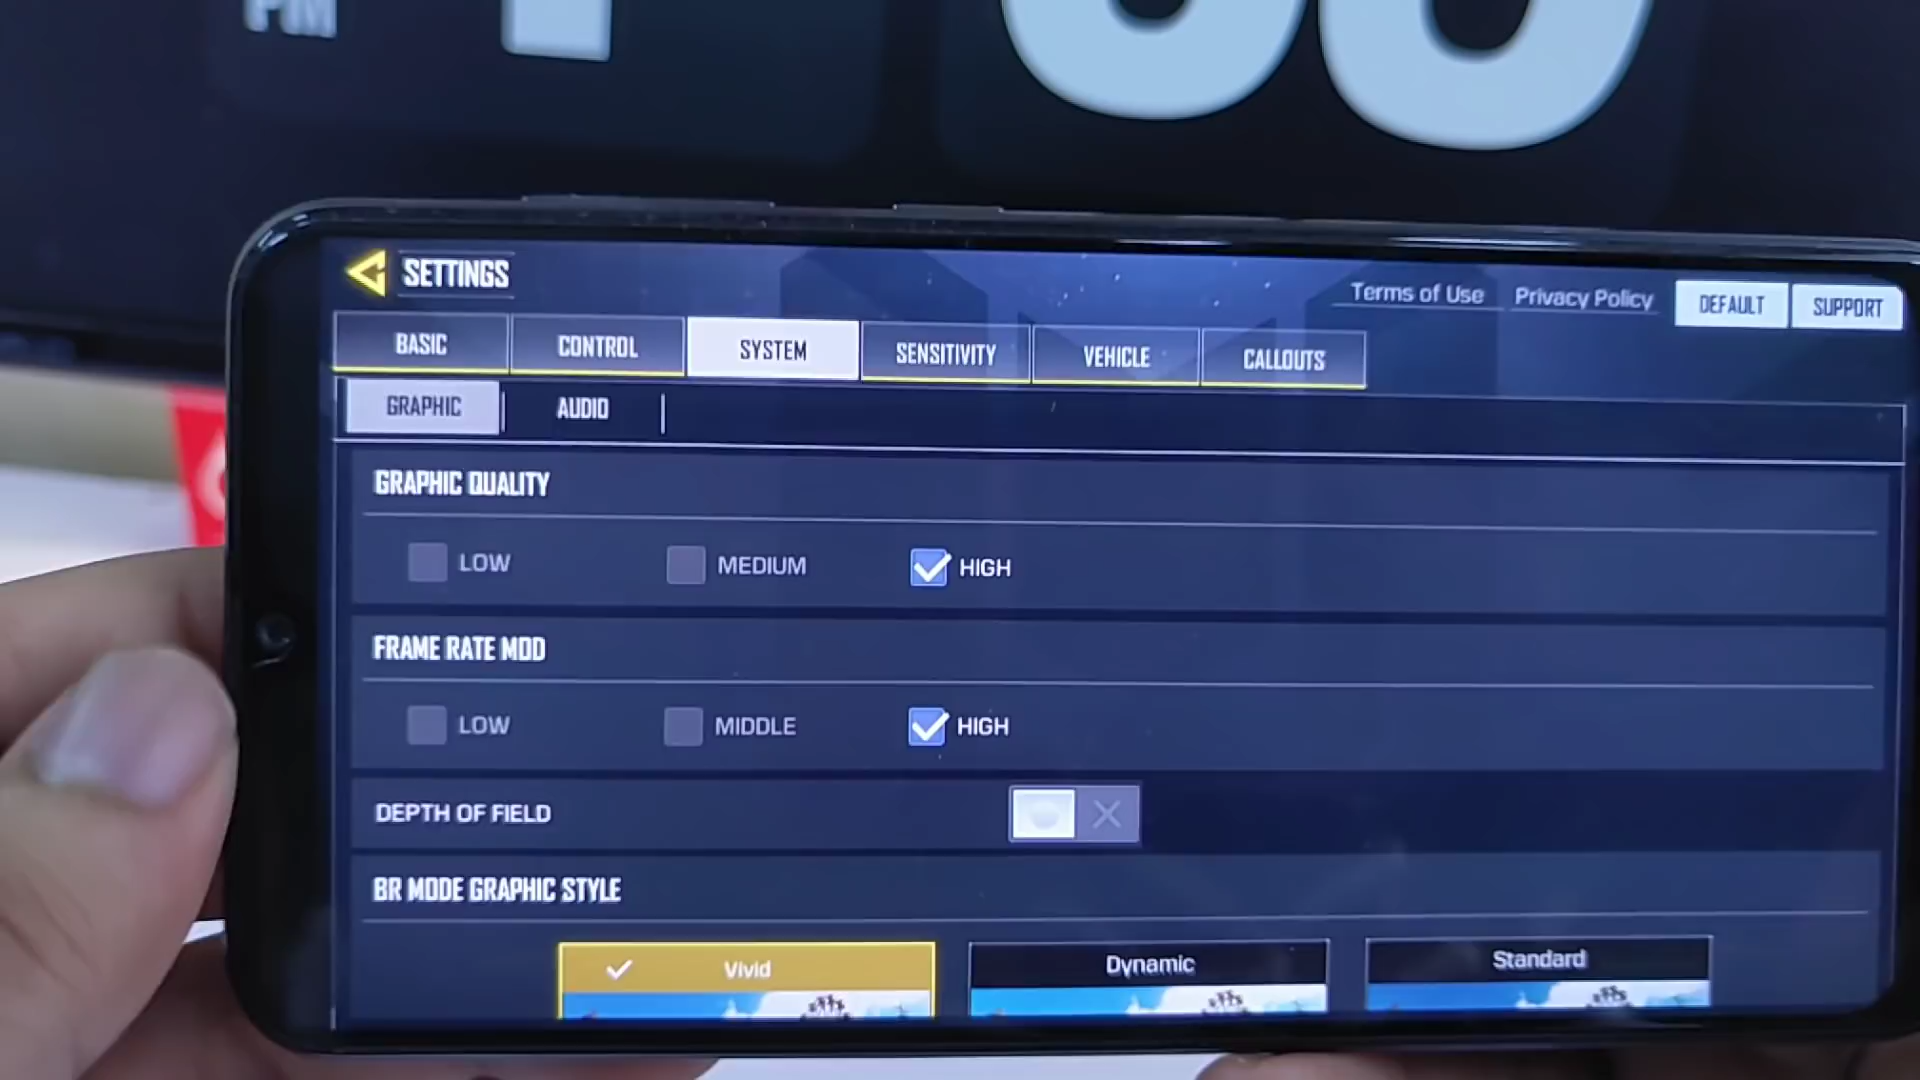 PM
SETTINGS
Terms of Use Privacy Policy DEFAULT SUPPORT
BASIC CONTROL SYSTEM SENSITIVITY VEHICLE CALLOUTS
GRAPHIC AUDIO
GRAPHIC QUALITY
LOW MEDIUM HIGH
FRAME RATE MOD
LOW MIDDLE HIGH
DEPTH OF FIELD
BR MODE GRAPHIC STYLE
Vivid Dynamic Standard